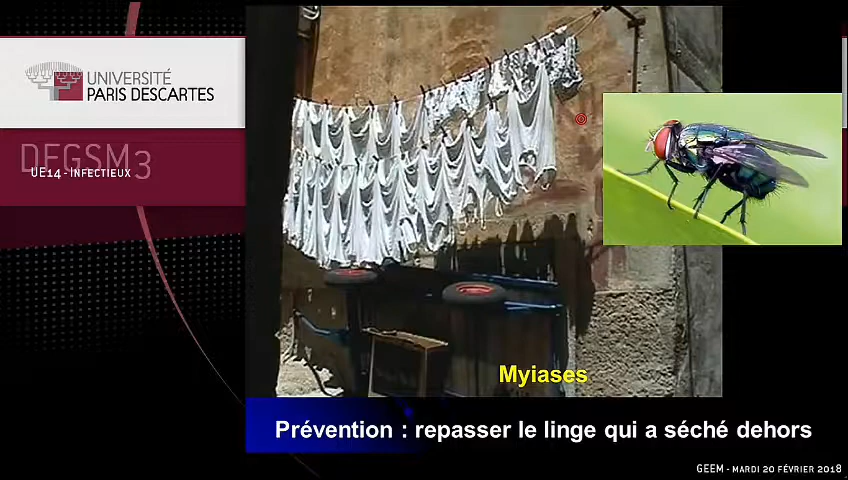 UNIVERSITÉ
PARIS DESCARTES
DFGSM3
UE14 - Infectieux
Myiases
Prévention : repasser le linge qui a séché dehors
GEEM - MARDI 20 FÉVRIER 2018